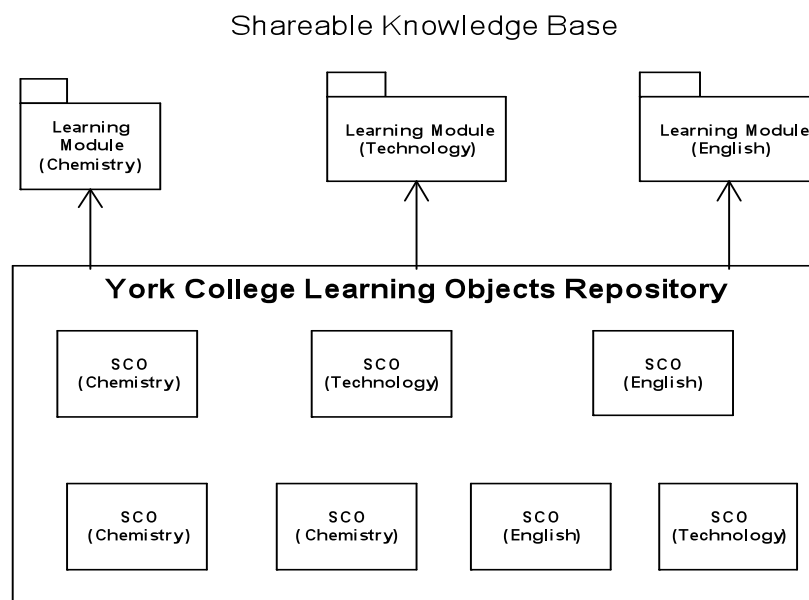 Shareable Knowledge Base
Learning
Module
(Chemistry)
Learning Module
(Technology)
Learning Module
(English)
York College Learning Objects Repository
SCO
(Chemistry)
SCO
(Technology)
SCO
(English)
SCO
(Chemistry)
SCO
(Chemistry)
SCO
(English)
SCO
(Technology)